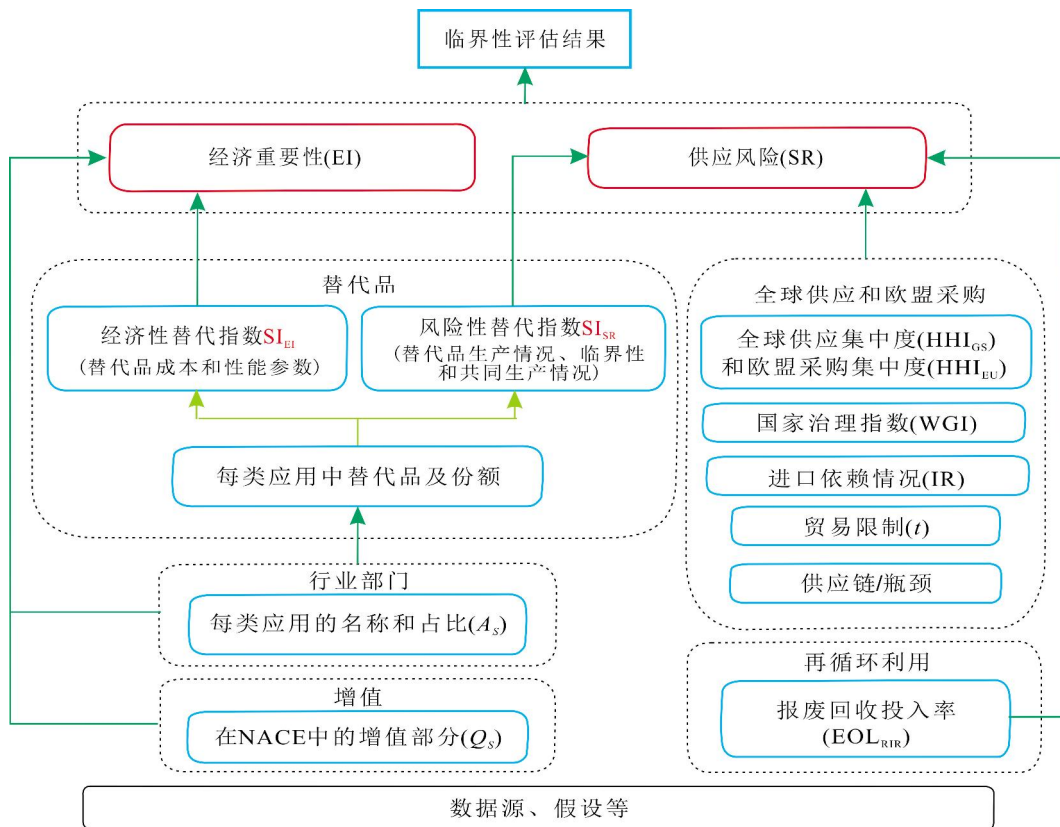 临界性评估结果
经济重要性(EI)
供应风险(SR)
替代品
经济性替代指数SI_EI
(替代品成本和性能参数)
风险性替代指数SI_SR
(替代品生产情况、临界性
和共同生产情况)
每类应用中替代品及份额
行业部门
每类应用的名称和占比(A_S)
增值
在NACE中的增值部分(Q_S)
全球供应和欧盟采购
全球供应集中度(HHI_GS)
和欧盟采购集中度(HHI_EU)
国家治理指数(WGI)
进口依赖情况(IR)
贸易限制(t)
供应链/瓶颈
再循环利用
报废回收投入率
(EOL_RIR)
数据源、假设等